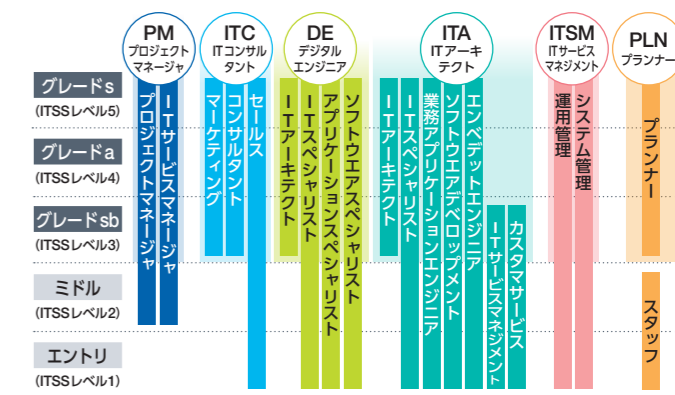 PM
プロジェクト
マネージャ
ITC
ITコンサル
タント
DE
デジタル
エンジニア
ITA
ITアーキ
テクト
ITSM
ITサービス
マネジメント
PLN
プランナー
グレードs
(ITSSレベル5)
グレードa
(ITSSレベル4)
グレードsb
(ITSSレベル3)
ミドル
(ITSSレベル2)
エントリ
(ITSSレベル1)
プロジェクトマネージャ
ITサービスマネージャ
マーケティング
コンサルタント
セールス
ITアーキテクト
ITスペシャリスト
アプリケーションスペシャリスト
ソフトウエアスペシャリスト
ITアーキテクト
ITスペシャリスト
業務アプリケーションエンジニア
ソフトウエアデベロップメント
エンベデットエンジニア
ITサービスマネジメント
カスタマサービス
運用管理
システム管理
プランナー
スタッフ